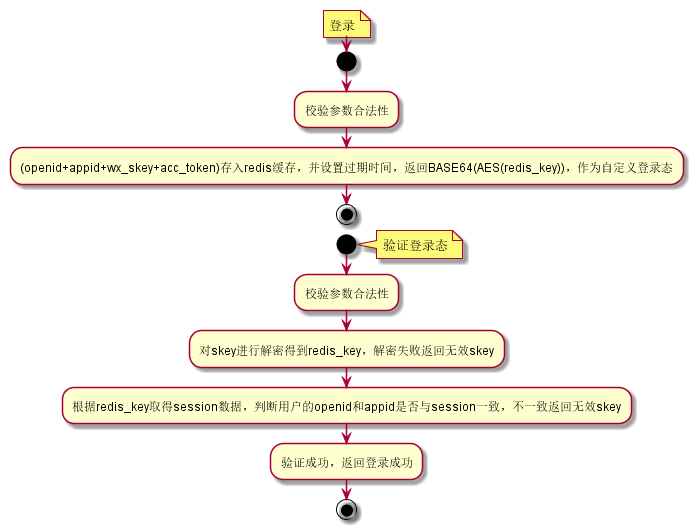 登录
校验参数合法性
(openid+appid+wx_skey+acc_token)存入redis缓存，并设置过期时间，返回BASE64(AES(redis_key))，作为自定义登录态
验证登录态
校验参数合法性
对skey进行解密得到redis_key，解密失败返回无效skey
根据redis_key取得session数据，判断用户的openid和appid是否与session一致，不一致返回无效skey
验证成功，返回登录成功